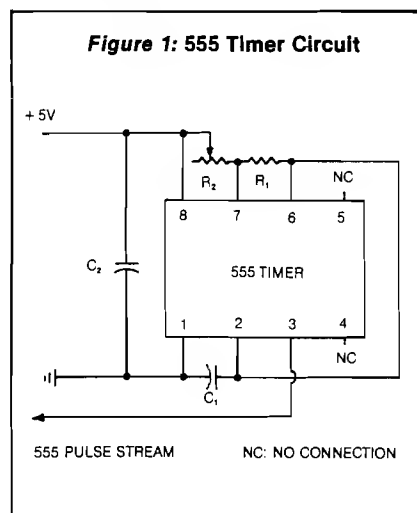 Figure 1: 555 Timer Circuit
+ 5V
R₂
R₁
NC
8
7
6
5
C₂
555 TIMER
1
2
3
4
NC
C₁
555 PULSE STREAM
NC: NO CONNECTION